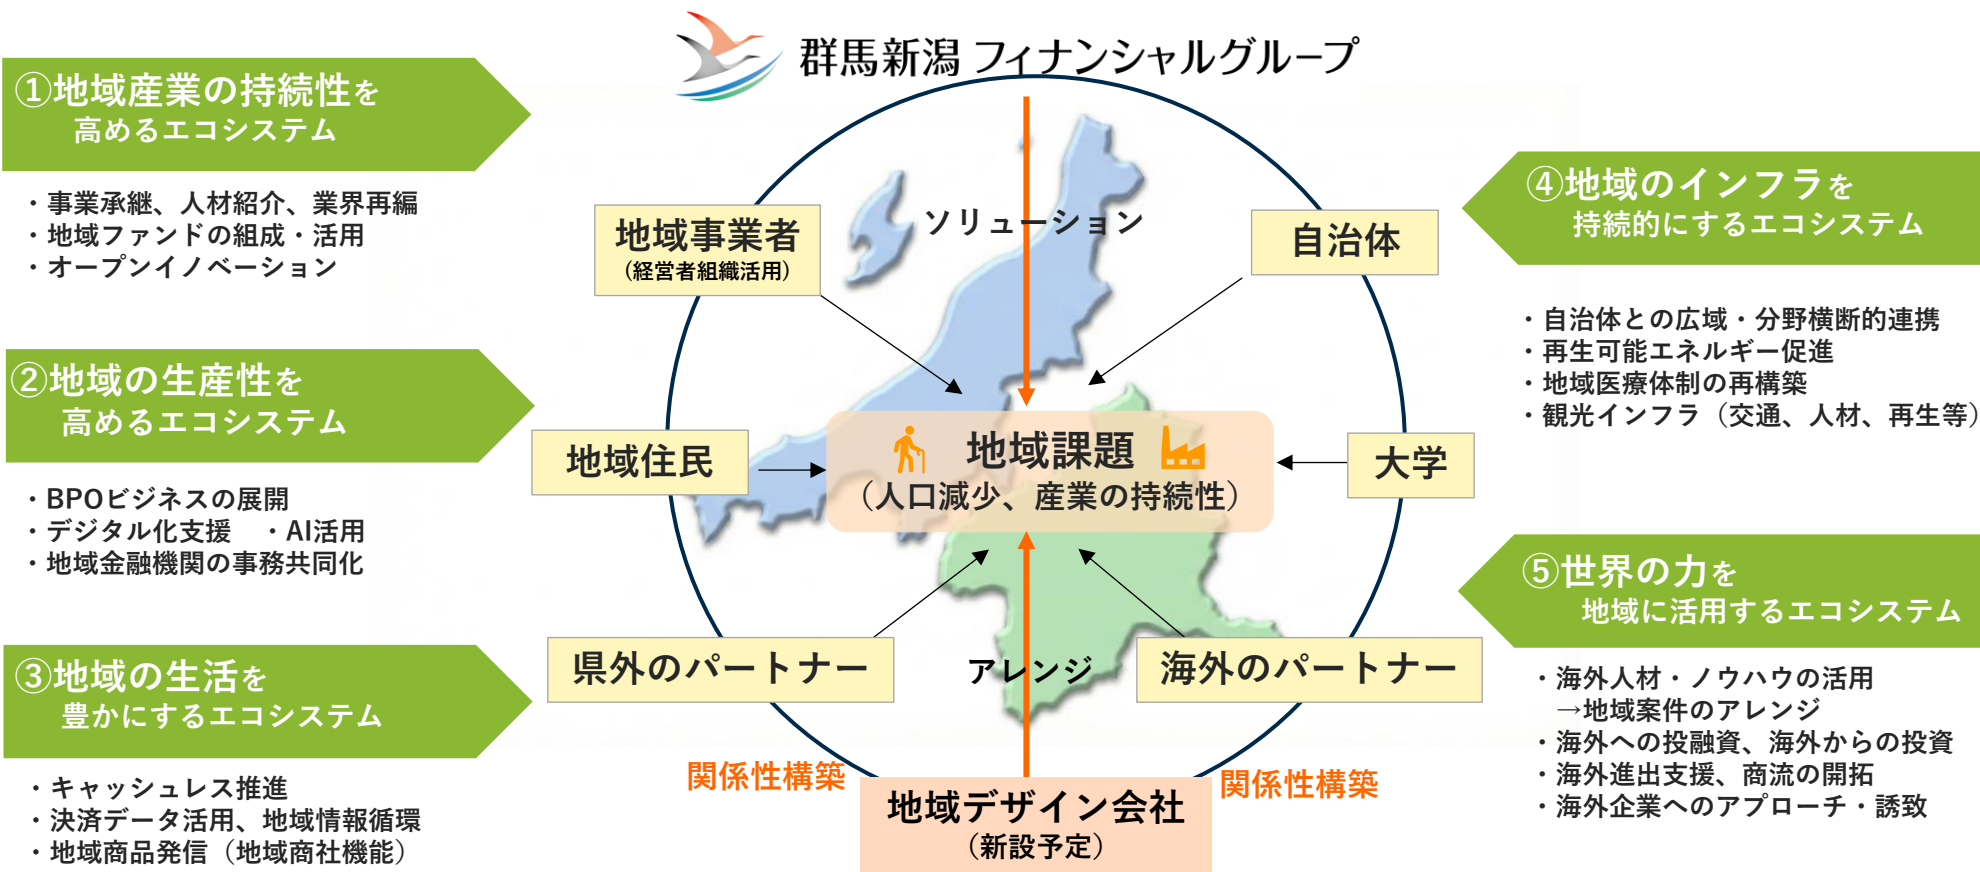 群馬新潟フィナンシャルグループ
①地域産業の持続性を
高めるエコシステム
・事業承継、人材紹介、業界再編
・地域ファンドの組成・活用
・オープンイノベーション
②地域の生産性を
高めるエコシステム
・BPOビジネスの展開
・デジタル化支援 ・AI活用
・地域金融機関の事務共同化
③地域の生活を
豊かにするエコシステム
・キャッシュレス推進
・決済データ活用、地域情報循環
・地域商品発信（地域商社機能）
ソリューション
地域事業者
（経営者組織活用）
自治体
地域住民
地域課題
（人口減少、産業の持続性）
大学
県外のパートナー
アレンジ
海外のパートナー
関係性構築
関係性構築
地域デザイン会社
（新設予定）
④地域のインフラを
持続的にするエコシステム
・自治体との広域・分野横断的連携
・再生可能エネルギー促進
・地域医療体制の再構築
・観光インフラ（交通、人材、再生等）
⑤世界の力を
地域に活用するエコシステム
・海外人材・ノウハウの活用
→地域案件のアレンジ
・海外への投融資、海外からの投資
・海外進出支援、商流の開拓
・海外企業へのアプローチ・誘致